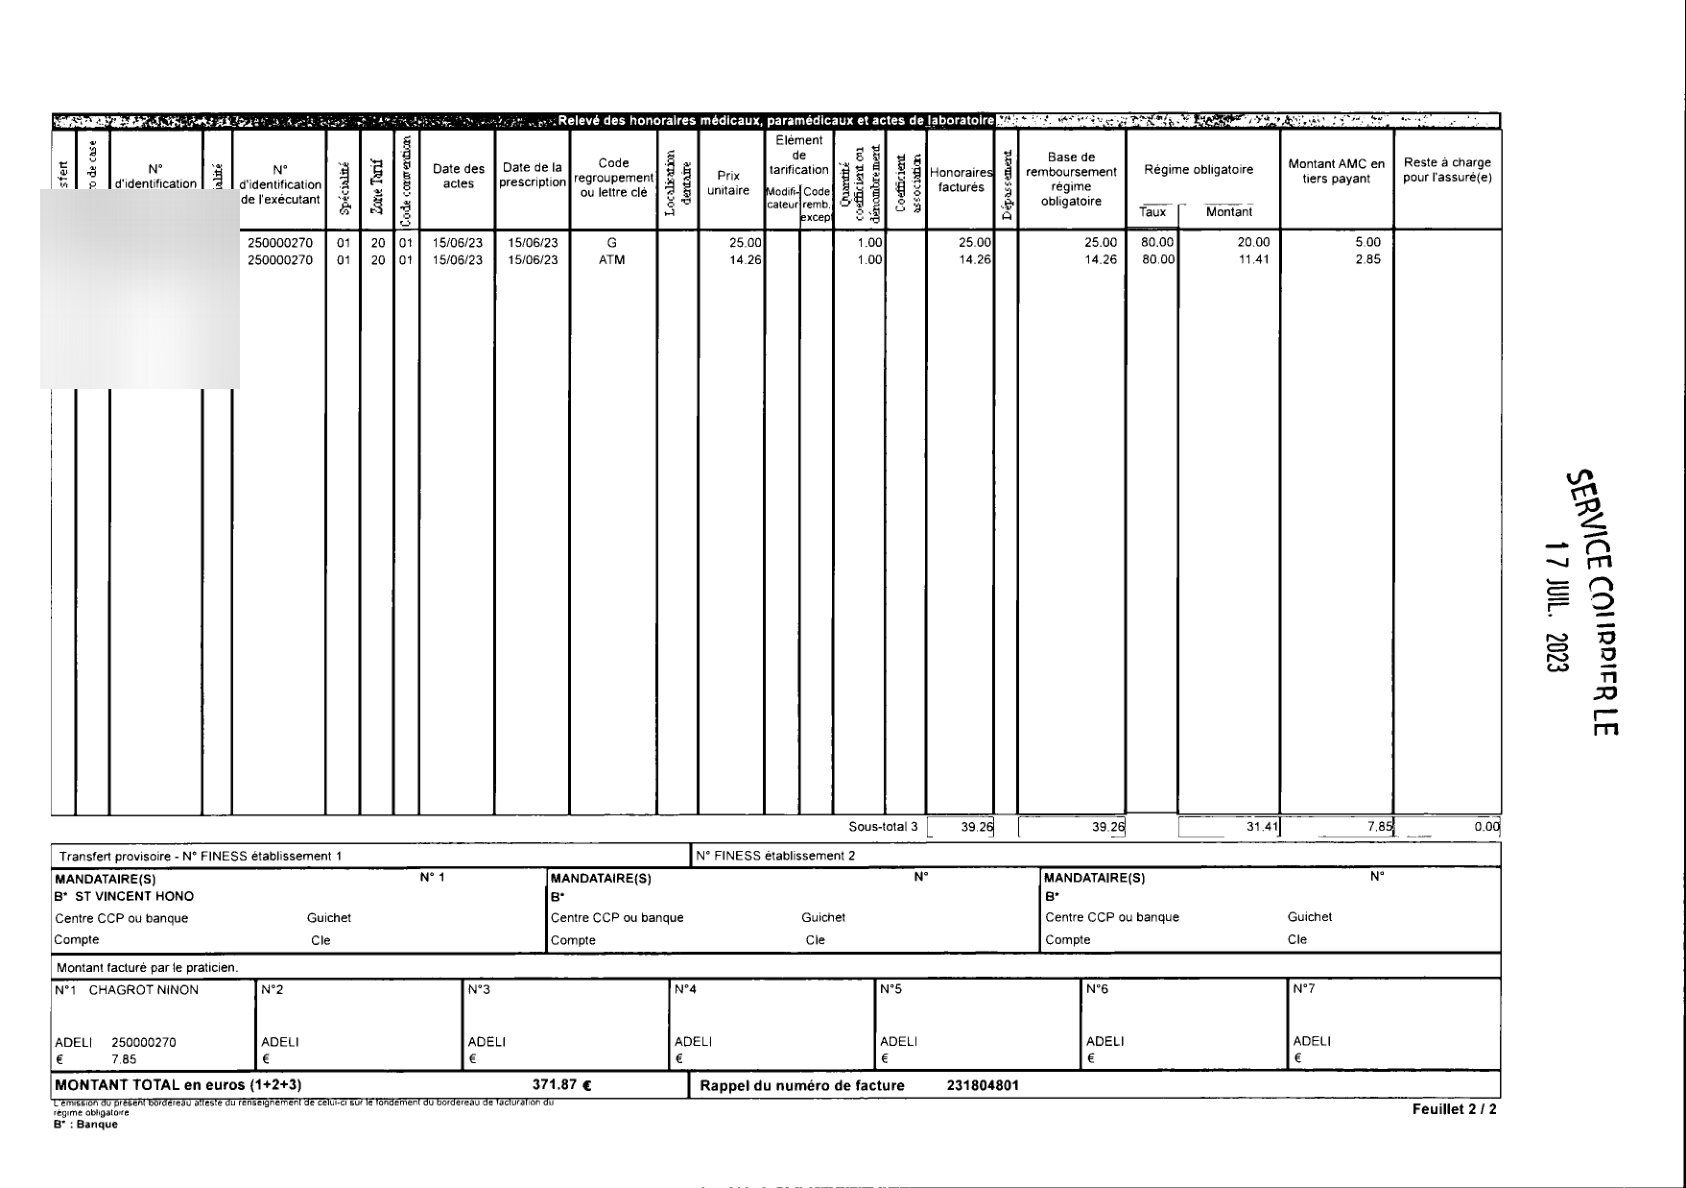 Relevé des honoraires médicaux, paramédicaux et actes de laboratoire
sfert
o de case
N° d'identification
alité
N° d'identification de l'exécutant
Spécialité
Zone Tarif
Code convention
Date des actes
Date de la prescription
Code regroupement ou lettre clé
Localisation dentaire
Prix unitaire
Elément de tarification
Modifi-cateur
Code remb. except
Quantité coefficient ou dénombrement
Coefficient association
Honoraires facturés
Dépassement
Base de remboursement régime obligatoire
Régime obligatoire
Taux
Montant
Montant AMC en tiers payant
Reste à charge pour l'assuré(e)
250000270 01 20 01 15/06/23 15/06/23 G 25.00 1.00 25.00 25.00 80.00 20.00 5.00
250000270 01 20 01 15/06/23 15/06/23 ATM 14.26 1.00 14.26 14.26 80.00 11.41 2.85
Sous-total 3 39.26 39.26 31.41 7.85 0.00
Transfert provisoire - N° FINESS établissement 1
N° FINESS établissement 2
MANDATAIRE(S) N° 1
B* ST VINCENT HONO
Centre CCP ou banque Guichet
Compte Cle
MANDATAIRE(S) N°
B*
Centre CCP ou banque Guichet
Compte Cle
MANDATAIRE(S) N°
B*
Centre CCP ou banque Guichet
Compte Cle
Montant facturé par le praticien.
N°1 CHAGROT NINON
ADELI 250000270
€ 7.85
N°2
ADELI
€
N°3
ADELI
€
N°4
ADELI
€
N°5
ADELI
€
N°6
ADELI
€
N°7
ADELI
€
MONTANT TOTAL en euros (1+2+3) 371.87 €
Rappel du numéro de facture 231804801
L'émission du présent bordereau atteste du renseignement de celui-ci sur le fondement du bordereau de facturation du
régime obligatoire
B* : Banque
Feuillet 2 / 2
SERVICE COURRIER LE
17 JUIL. 2023